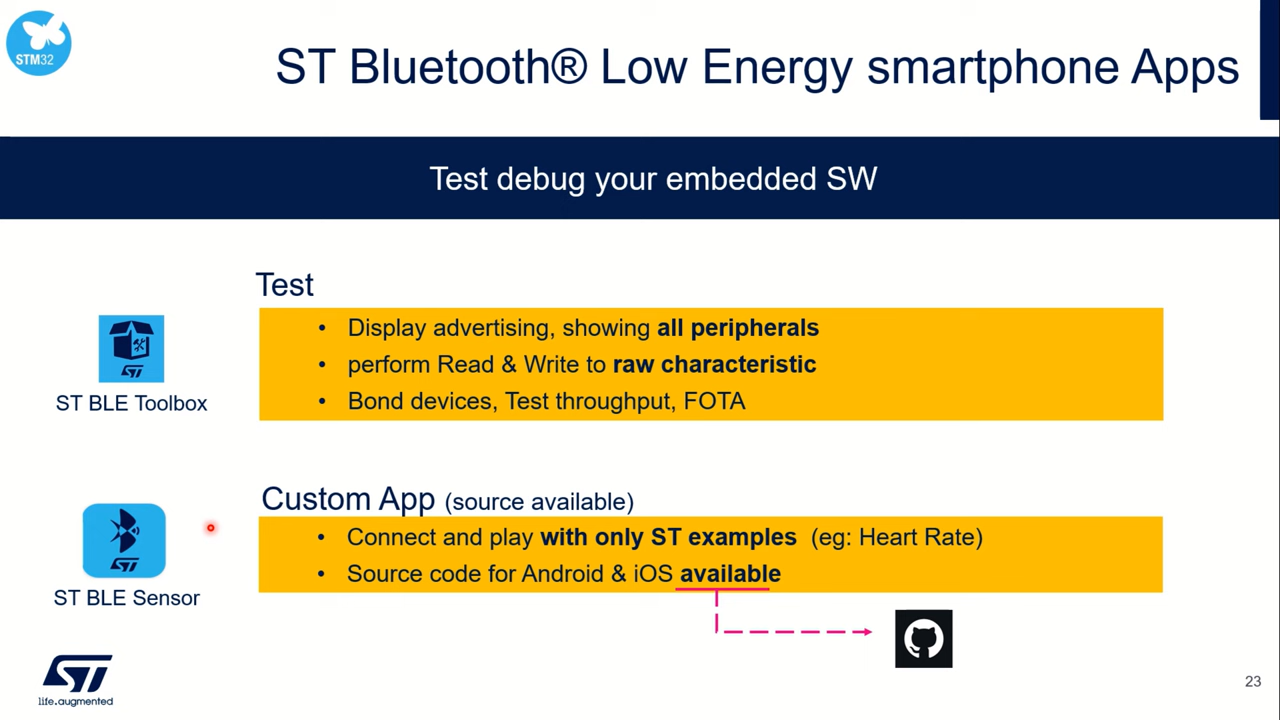 STM32
ST Bluetooth® Low Energy smartphone Apps
Test debug your embedded SW
Test
• Display advertising, showing all peripherals
• perform Read & Write to raw characteristic
• Bond devices, Test throughput, FOTA
ST
ST BLE Toolbox
Custom App (source available)
• Connect and play with only ST examples (eg: Heart Rate)
• Source code for Android & iOS available
ST
ST BLE Sensor
ST
life.augmented
23